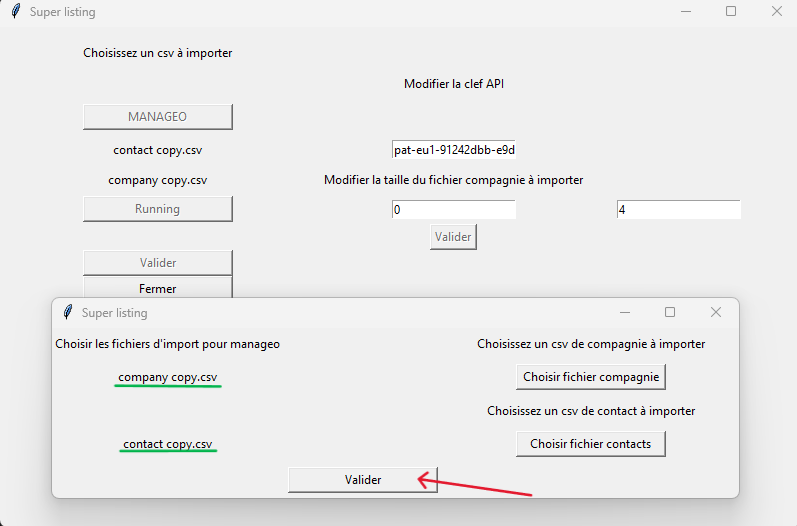 Super listing
Choisissez un csv à importer
Modifier la clef API
MANAGEO
contact copy.csv
pat-eu1-91242dbb-e9d
company copy.csv
Modifier la taille du fichier compagnie à importer
Running
0
4
Valider
Valider
Fermer
Super listing
Choisir les fichiers d'import pour manageo
Choisissez un csv de compagnie à importer
company copy.csv
Choisir fichier compagnie
Choisissez un csv de contact à importer
contact copy.csv
Choisir fichier contacts
Valider